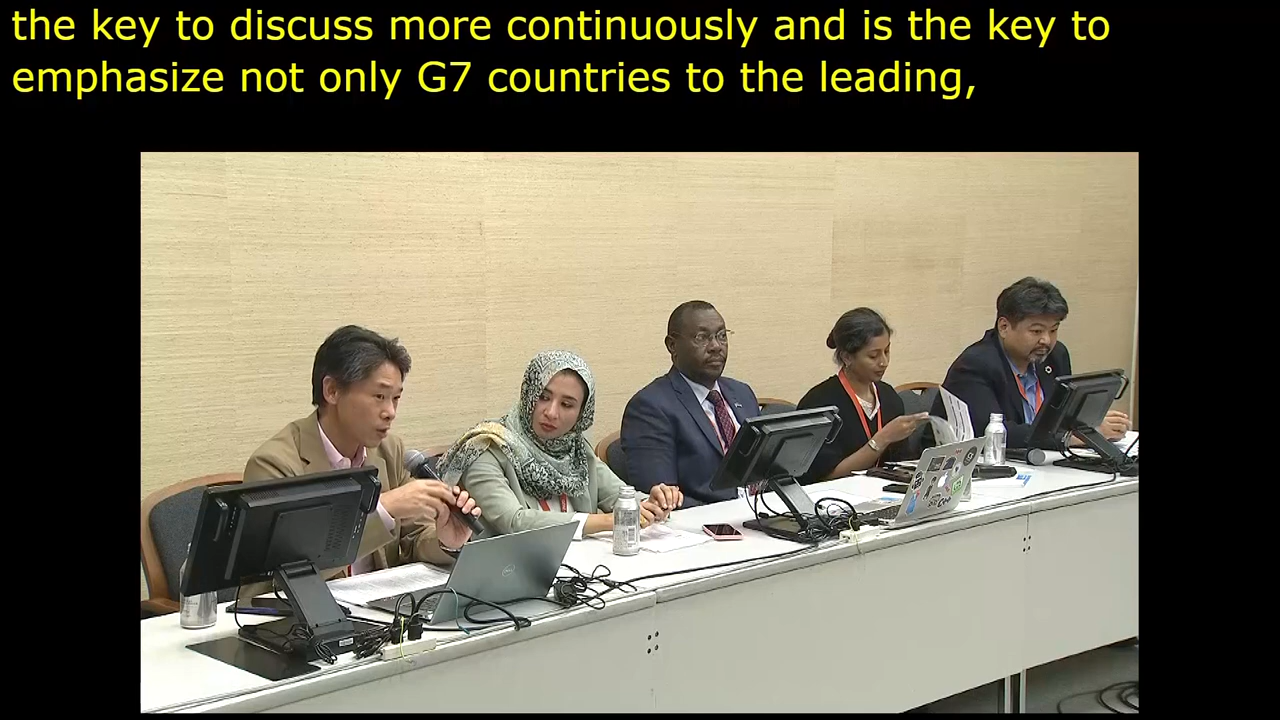 the key to discuss more continuously and is the key to
emphasize not only G7 countries to the leading,
DELL